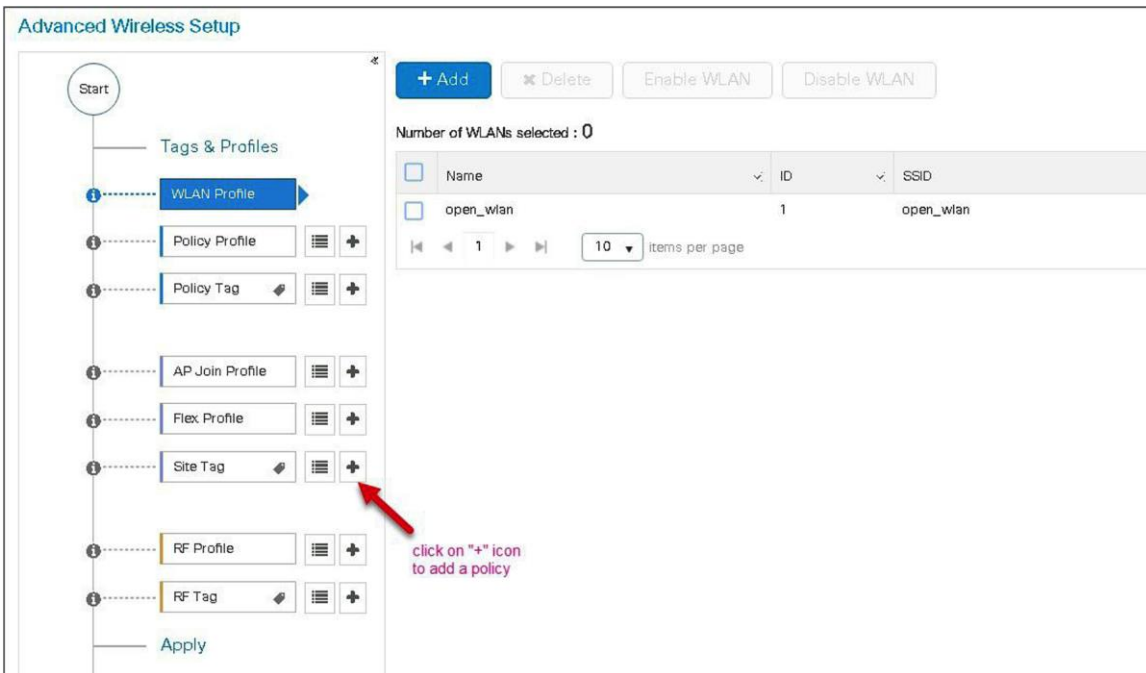 Advanced Wireless Setup
Start
Tags & Profiles
WLAN Profile
Policy Profile
Policy Tag
AP Join Profile
Flex Profile
Site Tag
RF Profile
RF Tag
Apply
+ Add
✖ Delete
Enable WLAN
Disable WLAN
Number of WLANs selected : 0
Name ID SSID
open_wlan 1 open_wlan
1 10 items per page
click on "+" icon
to add a policy